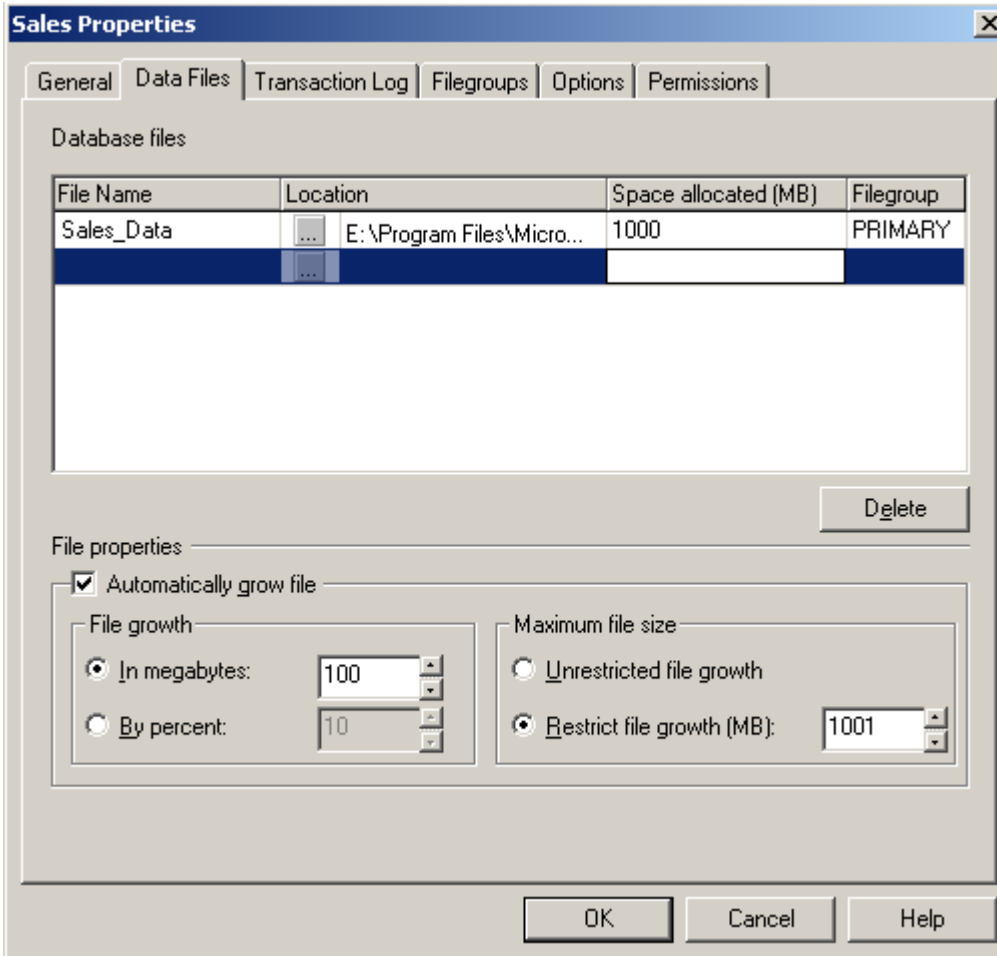 Sales Properties
General Data Files Transaction Log Filegroups Options Permissions
Database files
File Name Location Space allocated (MB) Filegroup
Sales_Data ... E:\Program Files\Micro... 1000 PRIMARY
...
Delete
File properties
Automatically grow file
File growth Maximum file size
In megabytes: 100 Unrestricted file growth
By percent: 10 Restrict file growth (MB): 1001
OK Cancel Help